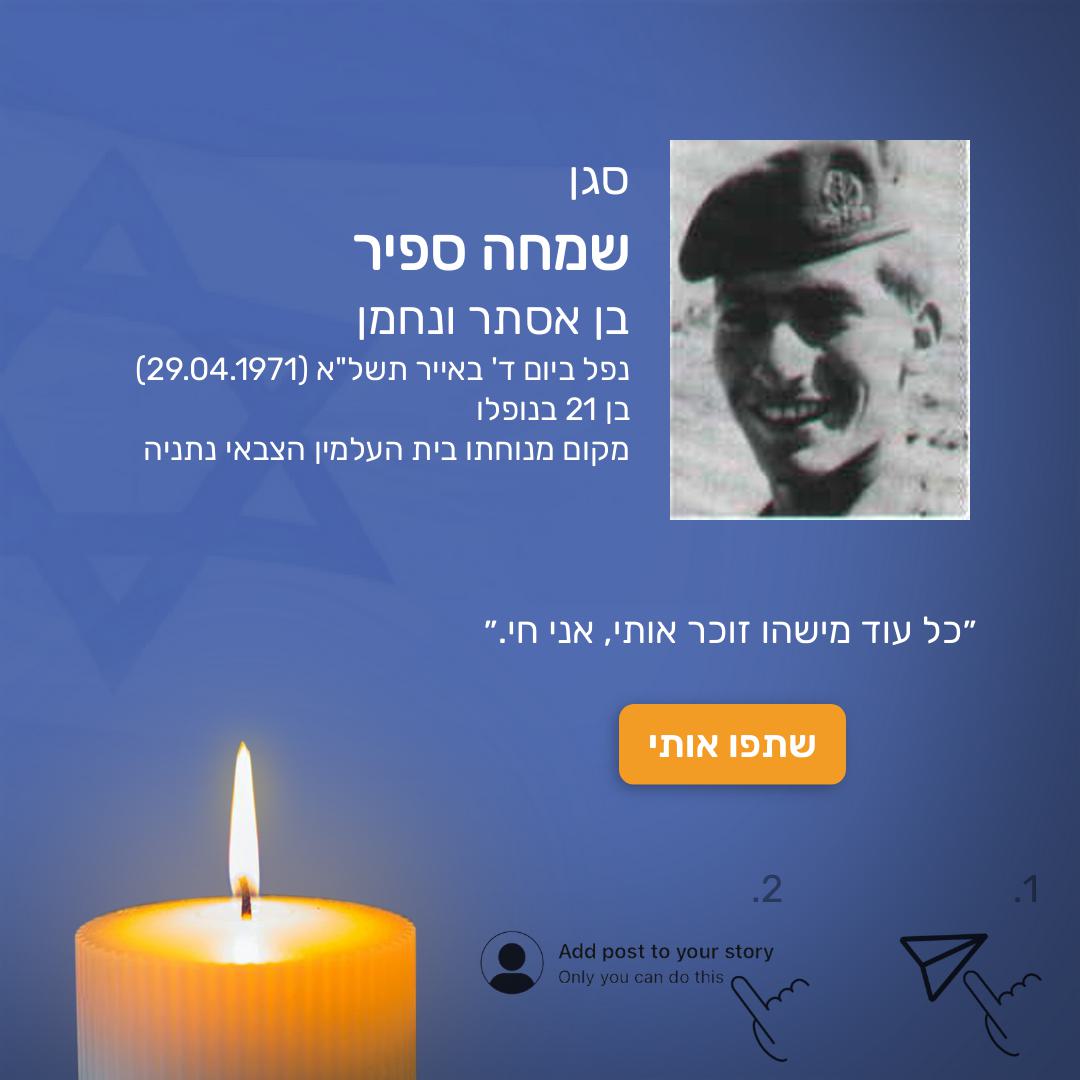 סגן
שמחה ספיר
בן אסתר ונחמן
נפל ביום ד' באייר תשל"א (29.04.1971)
בן 21 בנופלו
מקום מנוחתו בית העלמין הצבאי נתניה
״כל עוד מישהו זוכר אותי, אני חי.״
שתפו אותי
.1
.2
Add post to your story
Only you can do this